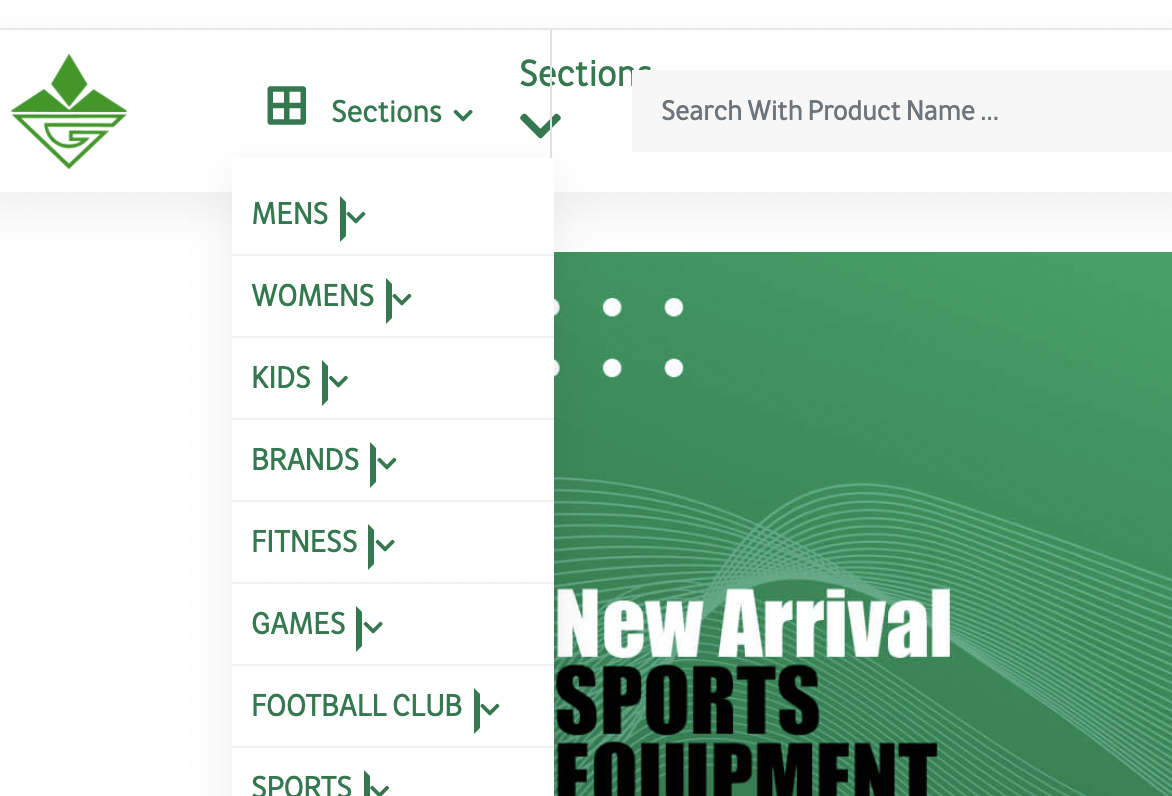 Sections
Sections
Search With Product Name ...
MENS
WOMENS
KIDS
BRANDS
FITNESS
GAMES
FOOTBALL CLUB
SPORTS
New Arrival
SPORTS
EQUIPMENT